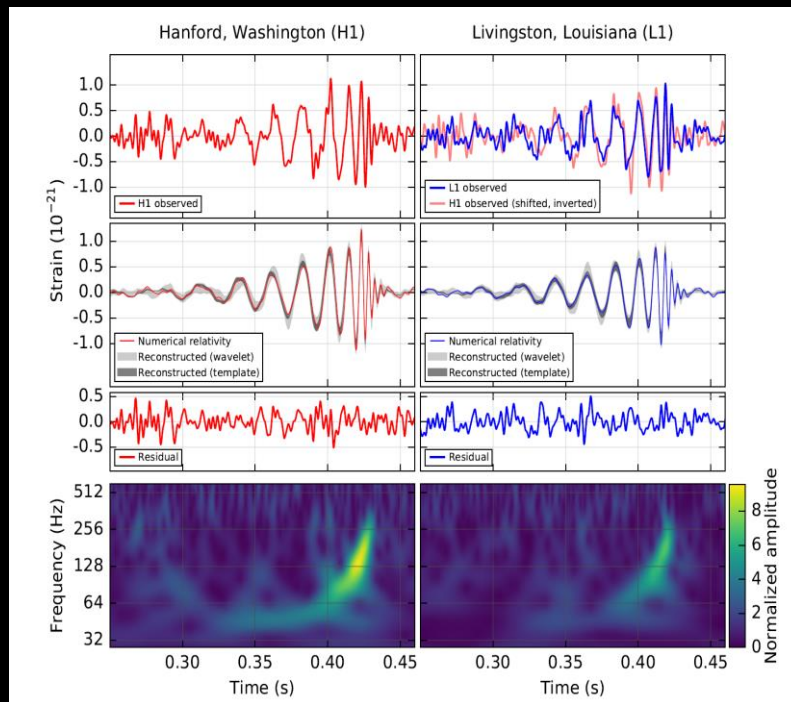 Hanford, Washington (H1)
Livingston, Louisiana (L1)
Strain (10⁻²¹)
1.0
0.5
0.0
-0.5
-1.0
H1 observed
L1 observed
H1 observed (shifted, inverted)
1.0
0.5
0.0
-0.5
-1.0
Numerical relativity
Reconstructed (wavelet)
Reconstructed (template)
Numerical relativity
Reconstructed (wavelet)
Reconstructed (template)
0.5
0.0
-0.5
Residual
Residual
Frequency (Hz)
512
256
128
64
32
8
6
4
2
0
Normalized amplitude
0.30
0.35
0.40
0.45
0.30
0.35
0.40
0.45
Time (s)
Time (s)